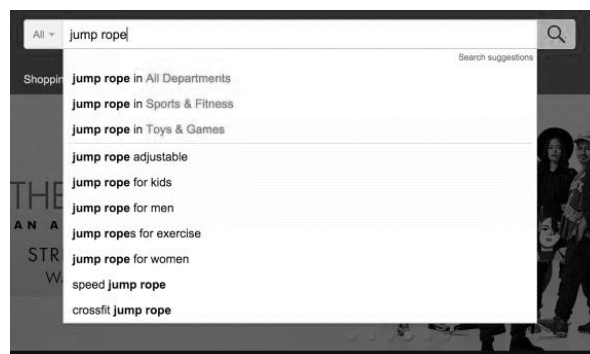 All
jump rope
Search suggestions
Shoppin
jump rope in All Departments
jump rope in Sports & Fitness
jump rope in Toys & Games
jump rope adjustable
THE
jump rope for kids
jump rope for men
AN A
jump ropes for exercise
STR
jump rope for women
W
speed jump rope
crossfit jump rope